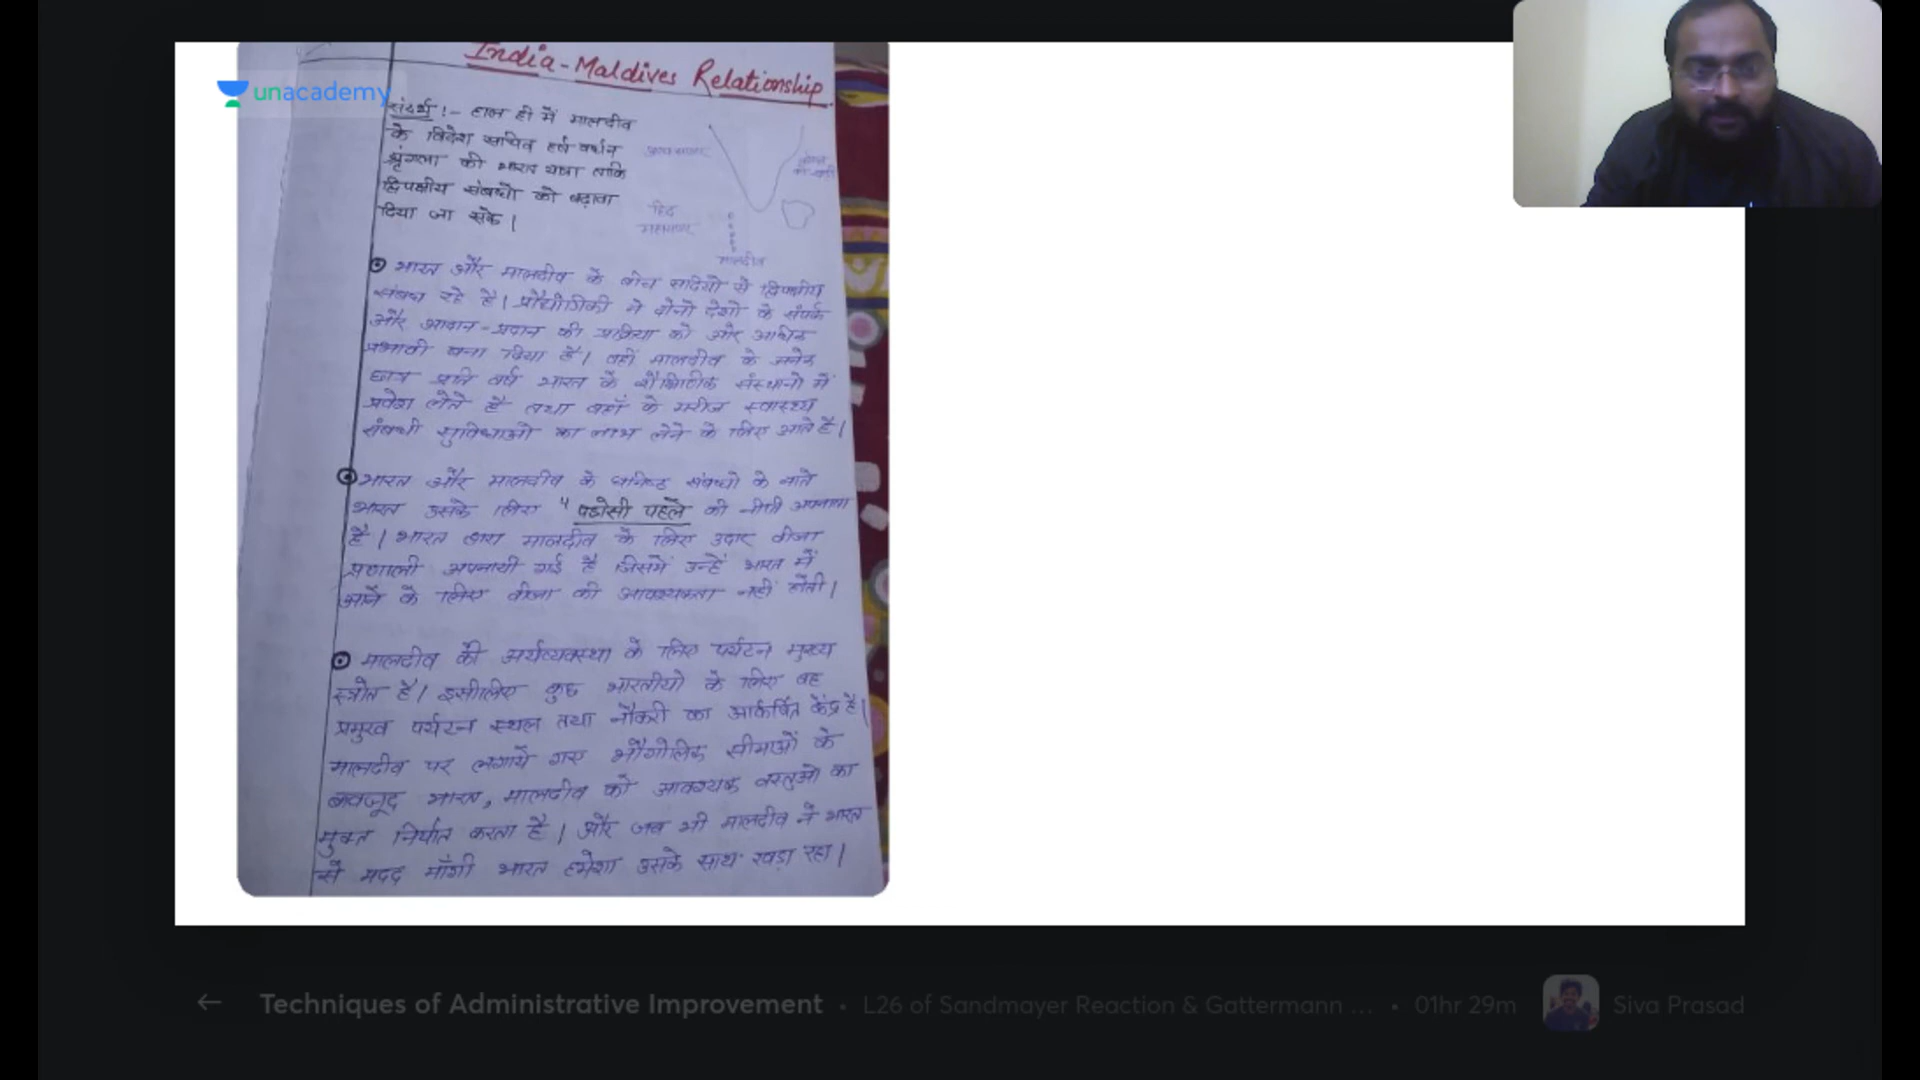 India-Maldives Relationship
unacademy
संदर्भ :- हाल ही में मालदीव
के विदेश सचिव हर्ष वर्धन
श्रृंगला की भारत यात्रा ताकि
द्विपक्षीय संबंधो को बढ़ावा
दिया जा सके।
हिंद
मालदीव
भारत और मालदीव के बीच सदियो से द्विपक्षीय
संबंध रहे है। प्रौद्योगिकी ने दोनो देशो के संपर्क
और आदान-प्रदान की प्रक्रिया को और अधिक
प्रभावी बना दिया है। वहीं मालदीव के अनेक
छात्र प्रति वर्ष भारत के शैक्षिणिक संस्थानो में
प्रवेश लेते है तथा वहाँ के मरीज स्वास्थ्य
संबंधी सुविधाओ का लाभ लेने के लिए आते है।
भारत और मालदीव के घनिष्ट संबंधो के नाते
भारत उसके लिए "पडोसी पहले की नीती अपनाता
है। भारत द्वारा मालदीव के लिए उदार वीजा
प्रणाली अपनायी गई है जिसमें उन्हें भारत में
आने के लिए वीजा की आवश्यकता नहीं होती।
मालदीव की अर्यव्यवस्था के लिए पर्यटन मुख्य
स्त्रोत है। इसीलिए कुछ भारतीयो के लिए वह
प्रमुख पर्यटन स्थल तथा नौकरी का आर्कषित केंद्र है।
मालदीव पर लगाये गए भौगोलिक सीमाओं के
बावजूद भारत, मालदीव को आवश्यक वस्तुओ का
मुक्त निर्यात करता है। और जब भी मालदीव ने भारत
से मदद माँगी भारत हमेशा उसके साथ खड़ा रहा।
Techniques of Administrative Improvement • L26 of Sandmayer Reaction & Gattermann ... • 01hr 29m Siva Prasad